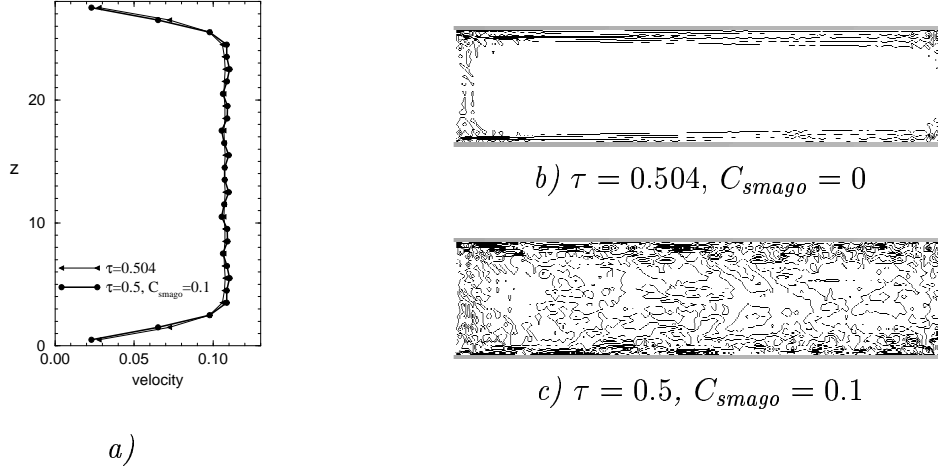 20
z
10
0
τ=0.504
τ=0.5, C_smago=0.1
0.00 0.05 0.10
velocity
a)
b) τ = 0.504, C_smago = 0
c) τ = 0.5, C_smago = 0.1